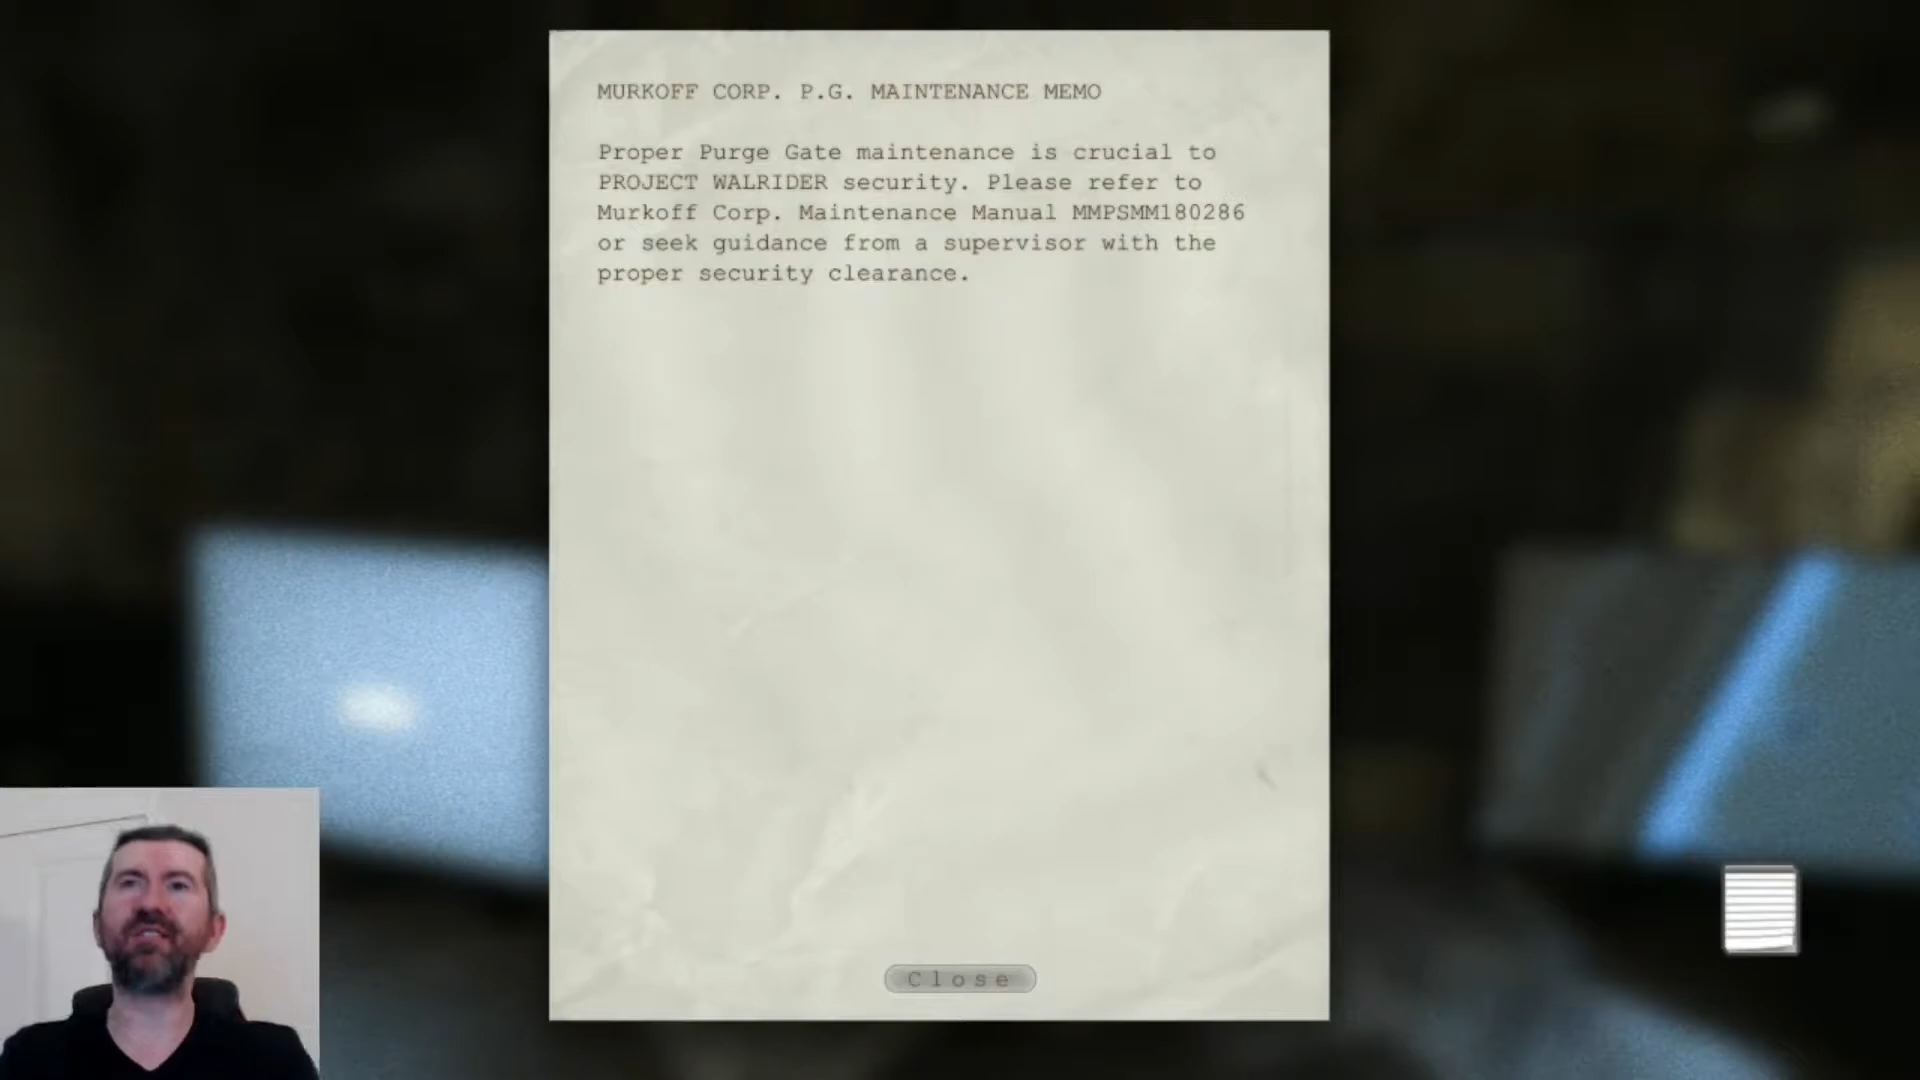 MURKOFF CORP. P.G. MAINTENANCE MEMO
Proper Purge Gate maintenance is crucial to
PROJECT WALRIDER security. Please refer to
Murkoff Corp. Maintenance Manual MMPSMM180286
or seek guidance from a supervisor with the
proper security clearance.
Close